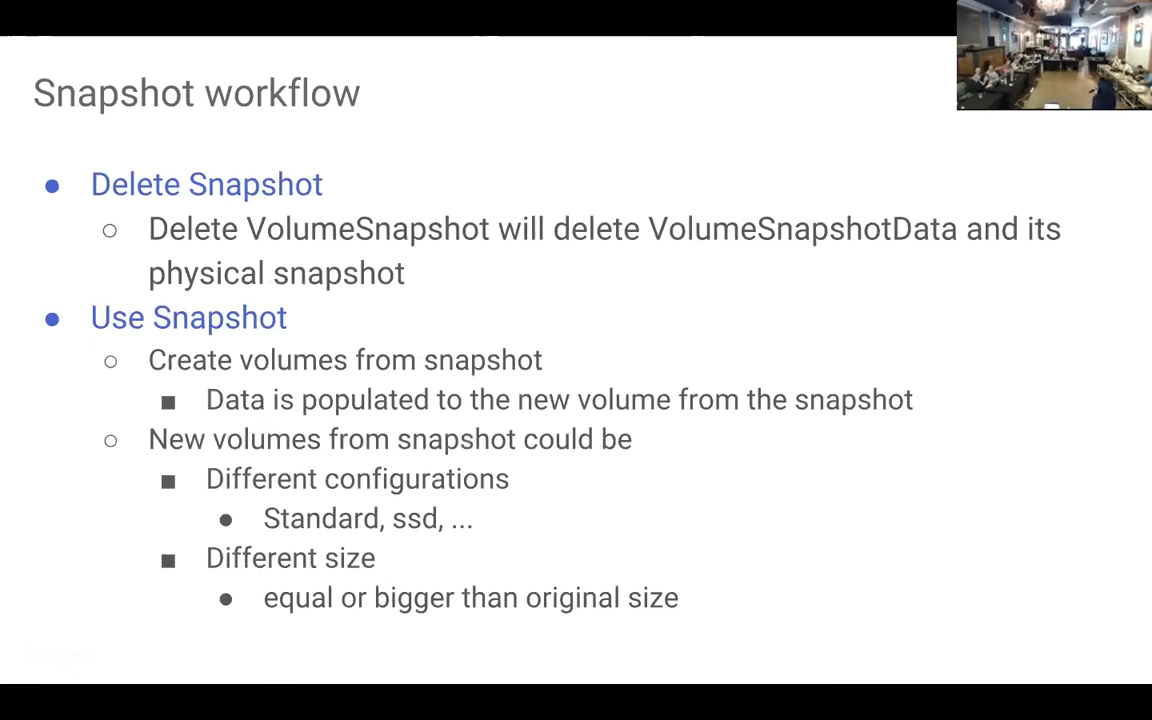 Snapshot workflow
● Delete Snapshot
○ Delete VolumeSnapshot will delete VolumeSnapshotData and its
physical snapshot
● Use Snapshot
○ Create volumes from snapshot
■ Data is populated to the new volume from the snapshot
○ New volumes from snapshot could be
■ Different configurations
● Standard, ssd, ...
■ Different size
● equal or bigger than original size